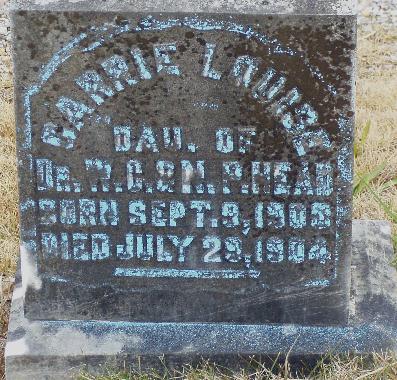 CARRIE LOUISE
DAU. OF
DR. W. C. & M. P. HEAD
BORN SEPT. 9, 1903
DIED JULY 29, 1904